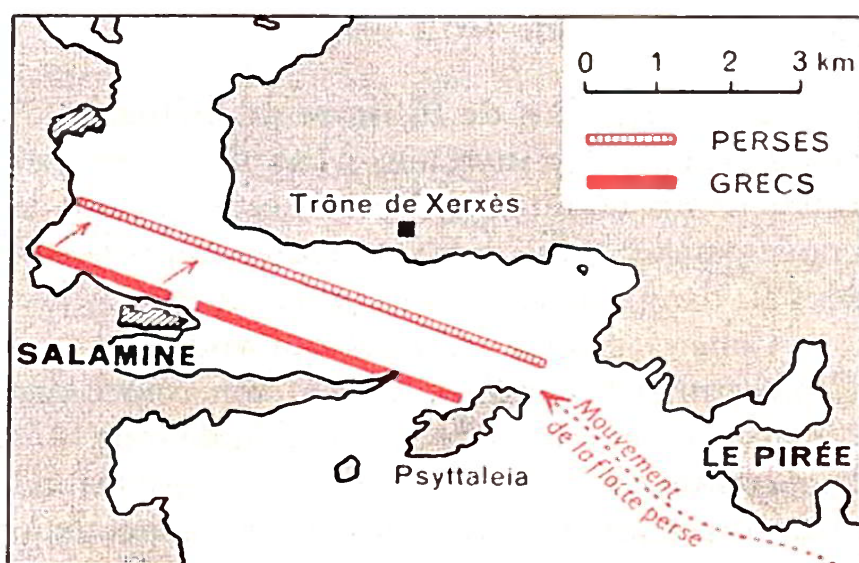 0 1 2 3 km
PERSES
GRECS
Trône de Xerxès
SALAMINE
Mouvement
de la flotte perse
LE PIRÉE
Psyttaleia